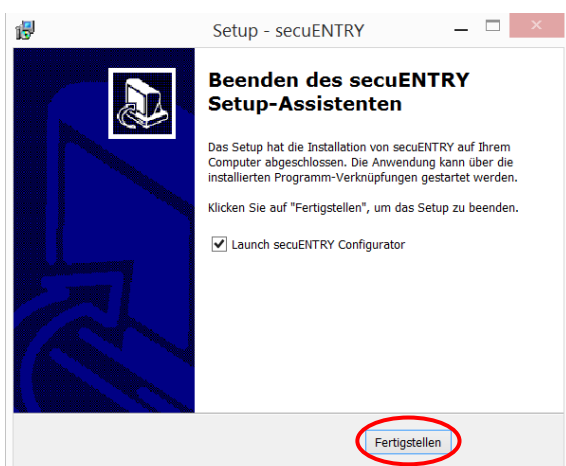 Setup - secuENTRY
Beenden des secuENTRY
Setup-Assistenten
Das Setup hat die Installation von secuENTRY auf Ihrem
Computer abgeschlossen. Die Anwendung kann über die
installierten Programm-Verknüpfungen gestartet werden.
Klicken Sie auf "Fertigstellen", um das Setup zu beenden.
Launch secuENTRY Configurator
Fertigstellen